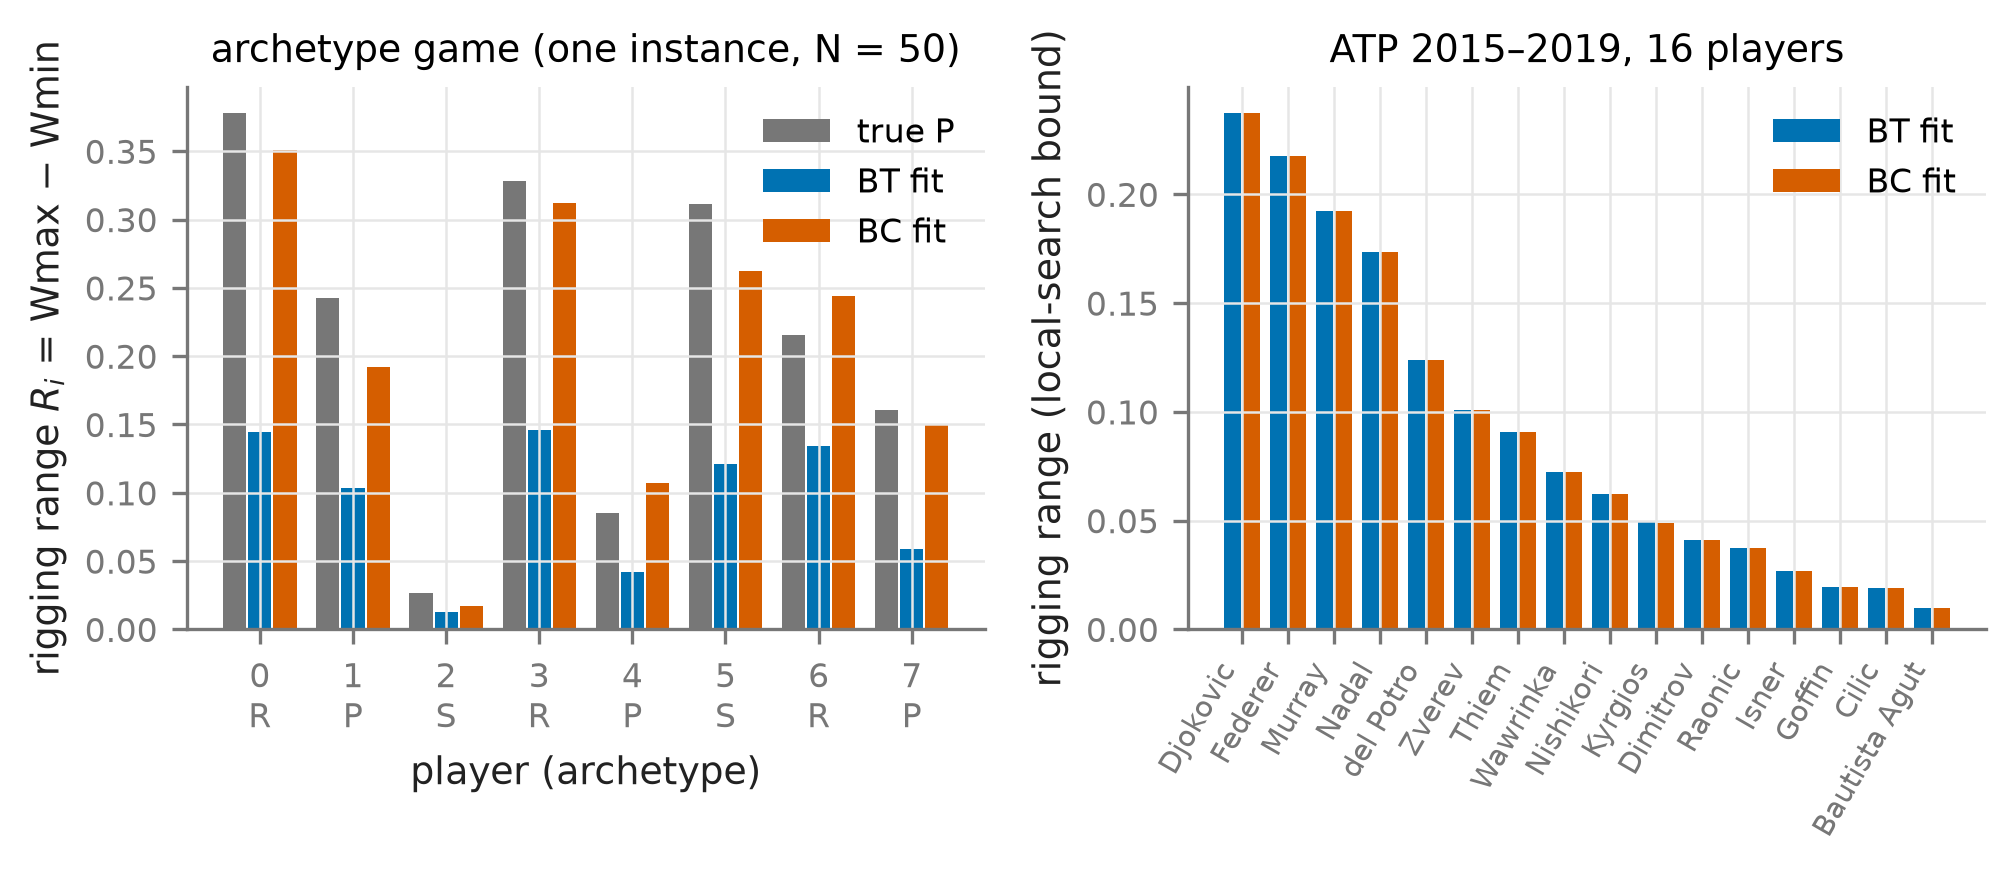 archetype game (one instance, N = 50)
rigging range Ri = Wmax − Wmin
0.35
0.30
0.25
0.20
0.15
0.10
0.05
0.00
true P
BT fit
BC fit
0 1 2 3 4 5 6 7
R P S R P S R P
player (archetype)
ATP 2015–2019, 16 players
rigging range (local-search bound)
0.20
0.15
0.10
0.05
0.00
BT fit
BC fit
Djokovic
Federer
Murray
Nadal
del Potro
Zverev
Thiem
Wawrinka
Nishikori
Kyrgios
Dimitrov
Raonic
Isner
Goffin
Cilic
Bautista Agut